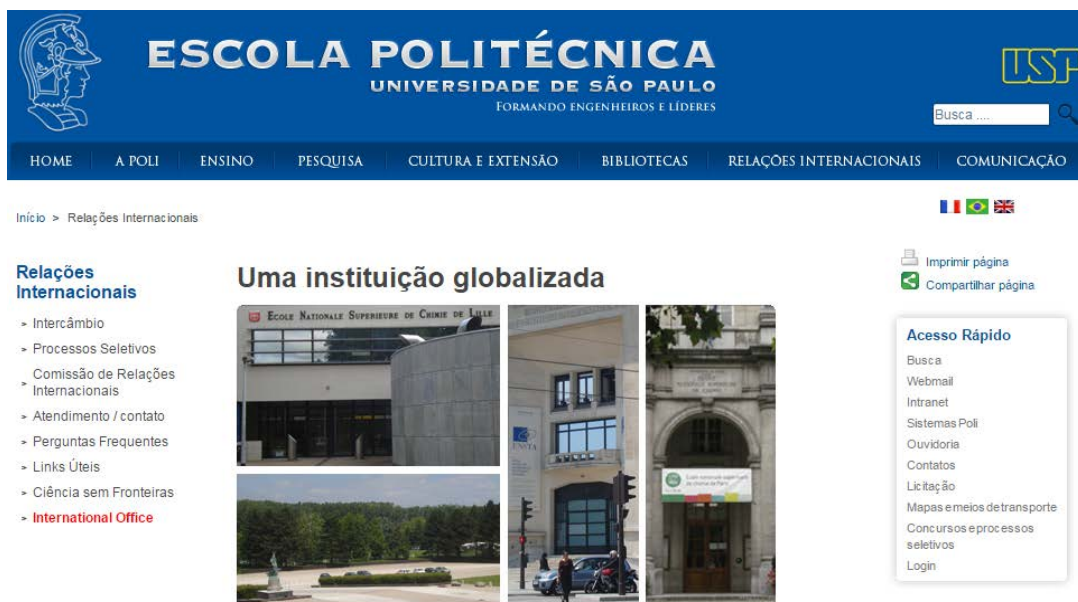 ESCOLA POLITÉCNICA
UNIVERSIDADE DE SÃO PAULO
FORMANDO ENGENHEIROS E LÍDERES
USP
Busca ....
HOME A POLI ENSINO PESQUISA CULTURA E EXTENSÃO BIBLIOTECAS RELAÇÕES INTERNACIONAIS COMUNICAÇÃO
Início > Relações Internacionais
Relações
Internacionais
Intercâmbio
Processos Seletivos
Comissão de Relações
Internacionais
Atendimento / contato
Perguntas Frequentes
Links Úteis
Ciência sem Fronteiras
International Office
Uma instituição globalizada
ECOLE NATIONALE SUPERIEURE DE CHIMIE DE LILLE
ENSTA
Imprimir página
Compartilhar página
Acesso Rápido
Busca
Webmail
Intranet
Sistemas Poli
Ouvidoria
Contatos
Licitação
Mapas e meios de transporte
Concursos e processos
seletivos
Login